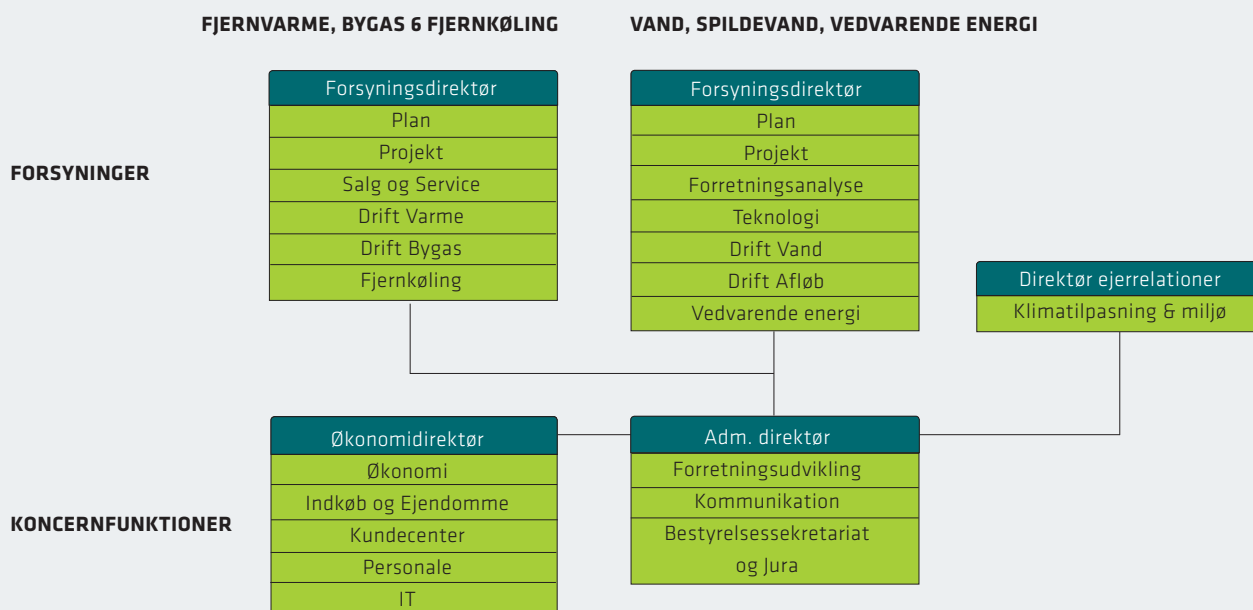 FJERNVARME, BYGAS 6 FJERNKØLING
VAND, SPILDEVAND, VEDVARENDE ENERGI
FORSYNINGER
Forsyningsdirektør
Plan
Projekt
Salg og Service
Drift Varme
Drift Bygas
Fjernkøling
Forsyningsdirektør
Plan
Projekt
Forretningsanalyse
Teknologi
Drift Vand
Drift Afløb
Vedvarende energi
Direktør ejerrelationer
Klimatilpasning & miljø
KONCERNFUNKTIONER
Økonomidirektør
Økonomi
Indkøb og Ejendomme
Kundecenter
Personale
IT
Adm. direktør
Forretningsudvikling
Kommunikation
Bestyrelsessekretariat
og Jura